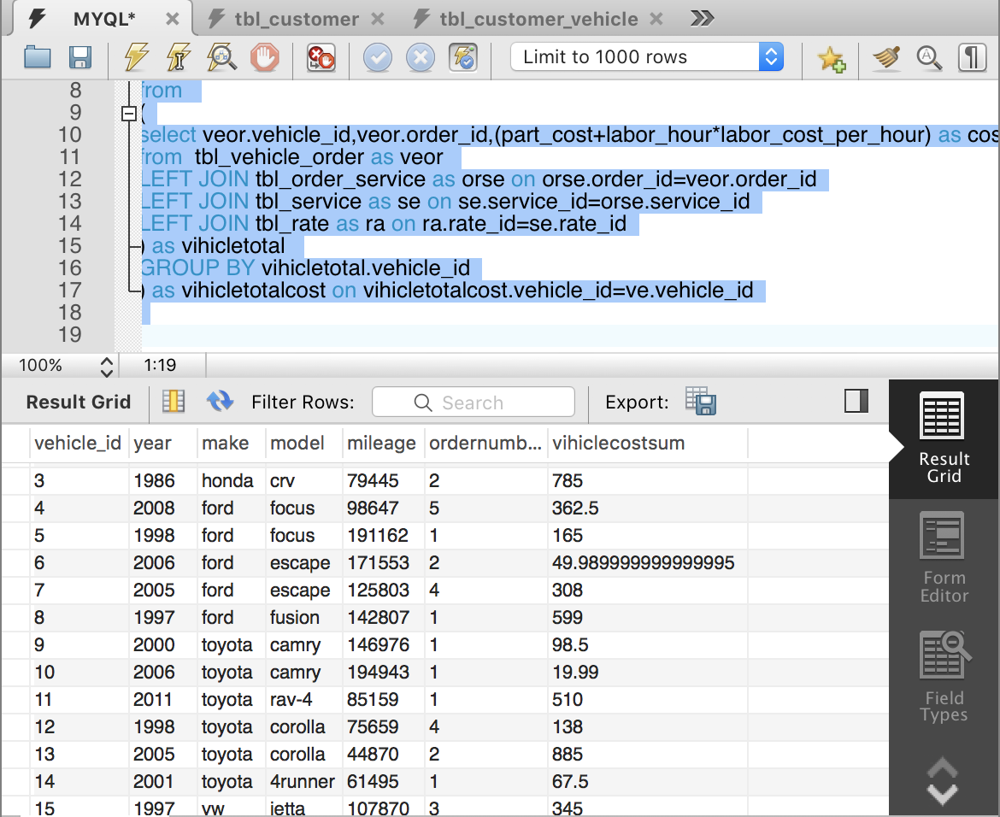 MYQL* tbl_customer tbl_customer_vehicle
Limit to 1000 rows
8 from
9 (
10 select veor.vehicle_id,veor.order_id,(part_cost+labor_hour*labor_cost_per_hour) as cos
11 from tbl_vehicle_order as veor
12 LEFT JOIN tbl_order_service as orse on orse.order_id=veor.order_id
13 LEFT JOIN tbl_service as se on se.service_id=orse.service_id
14 LEFT JOIN tbl_rate as ra on ra.rate_id=se.rate_id
15 ) as vihicletotal
16 GROUP BY vihicletotal.vehicle_id
17 ) as vihicletotalcost on vihicletotalcost.vehicle_id=ve.vehicle_id
18
19
100% 1:19
Result Grid Filter Rows: Search Export:
vehicle_id year make model mileage ordernumb... vihiclecostsum
3 1986 honda crv 79445 2 785
4 2008 ford focus 98647 5 362.5
5 1998 ford focus 191162 1 165
6 2006 ford escape 171553 2 49.989999999999995
7 2005 ford escape 125803 4 308
8 1997 ford fusion 142807 1 599
9 2000 toyota camry 146976 1 98.5
10 2006 toyota camry 194943 1 19.99
11 2011 toyota rav-4 85159 1 510
12 1998 toyota corolla 75659 4 138
13 2005 toyota corolla 44870 2 885
14 2001 toyota 4runner 61495 1 67.5
15 1997 vw jetta 107870 3 345
Result
Grid
Form
Editor
Field
Types